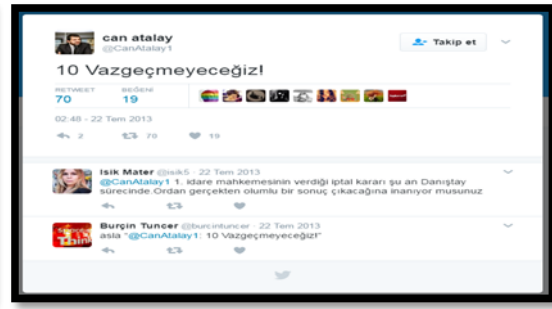 can atalay
@CanAtalay1
Takip et
10 Vazgeçmeyeceğiz!
RETWEET
70
BEĞENİ
19
02:48 - 22 Tem 2013
2 70 19
Isik Mater @isik5 · 22 Tem 2013
@CanAtalay1 1. idare mahkemesinin verdiği iptal kararı şu an Danıştay
sürecinde.Ordan gerçekten olumlu bir sonuç çıkacağına inanıyor musunuz
Burçin Tuncer @burcintuncer · 22 Tem 2013
asla "@CanAtalay1: 10 Vazgeçmeyeceğiz!"